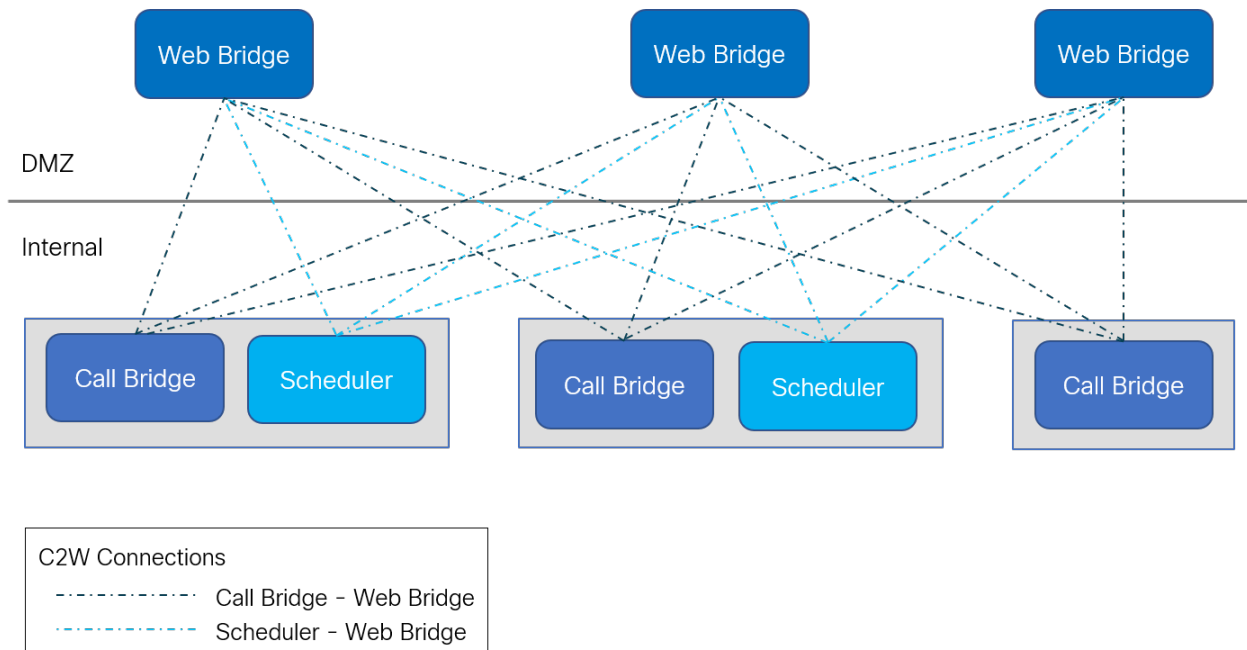 Web Bridge
Web Bridge
Web Bridge
DMZ
Internal
Call Bridge
Scheduler
Call Bridge
Scheduler
Call Bridge
C2W Connections
Call Bridge - Web Bridge
Scheduler - Web Bridge